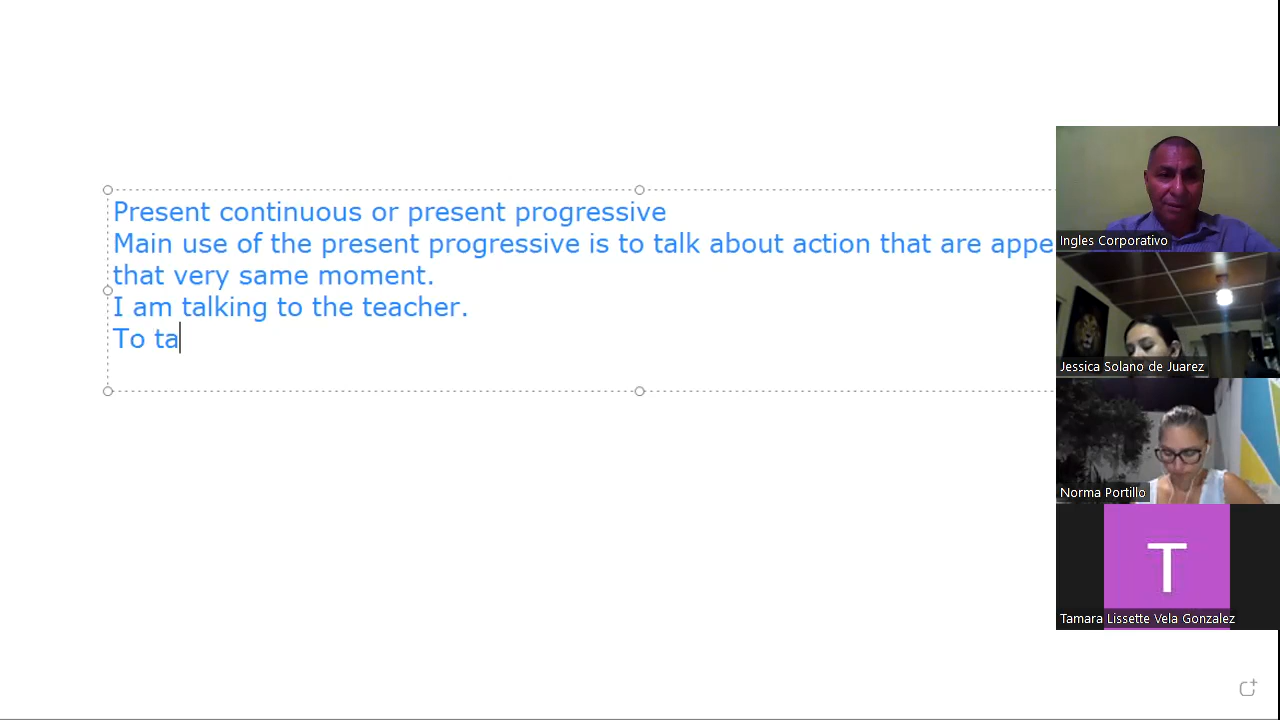 Present continuous or present progressive
Main use of the present progressive is to talk about action that are appe
that very same moment.
I am talking to the teacher.
To ta
Ingles Corporativo
Jessica Solano de Juarez
Norma Portillo
T
Tamara Lissette Vela Gonzalez